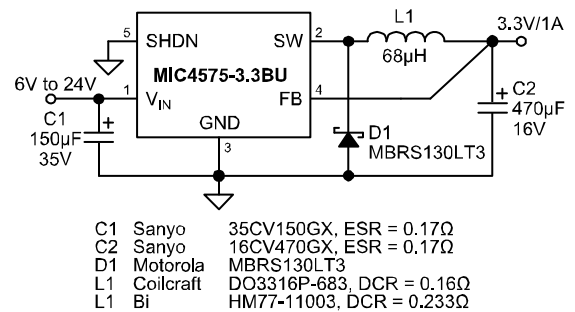 L1
3.3V/1A
5
SHDN
SW
2
68µH
MIC4575-3.3BU
6V to 24V
1
VIN
FB
4
C1
150µF
35V
GND
3
D1
MBRS130LT3
C2
470µF
16V
+
+
C1 Sanyo 35CV150GX, ESR = 0.17Ω
C2 Sanyo 16CV470GX, ESR = 0.17Ω
D1 Motorola MBRS130LT3
L1 Coilcraft DO3316P-683, DCR = 0.16Ω
L1 Bi HM77-11003, DCR = 0.233Ω